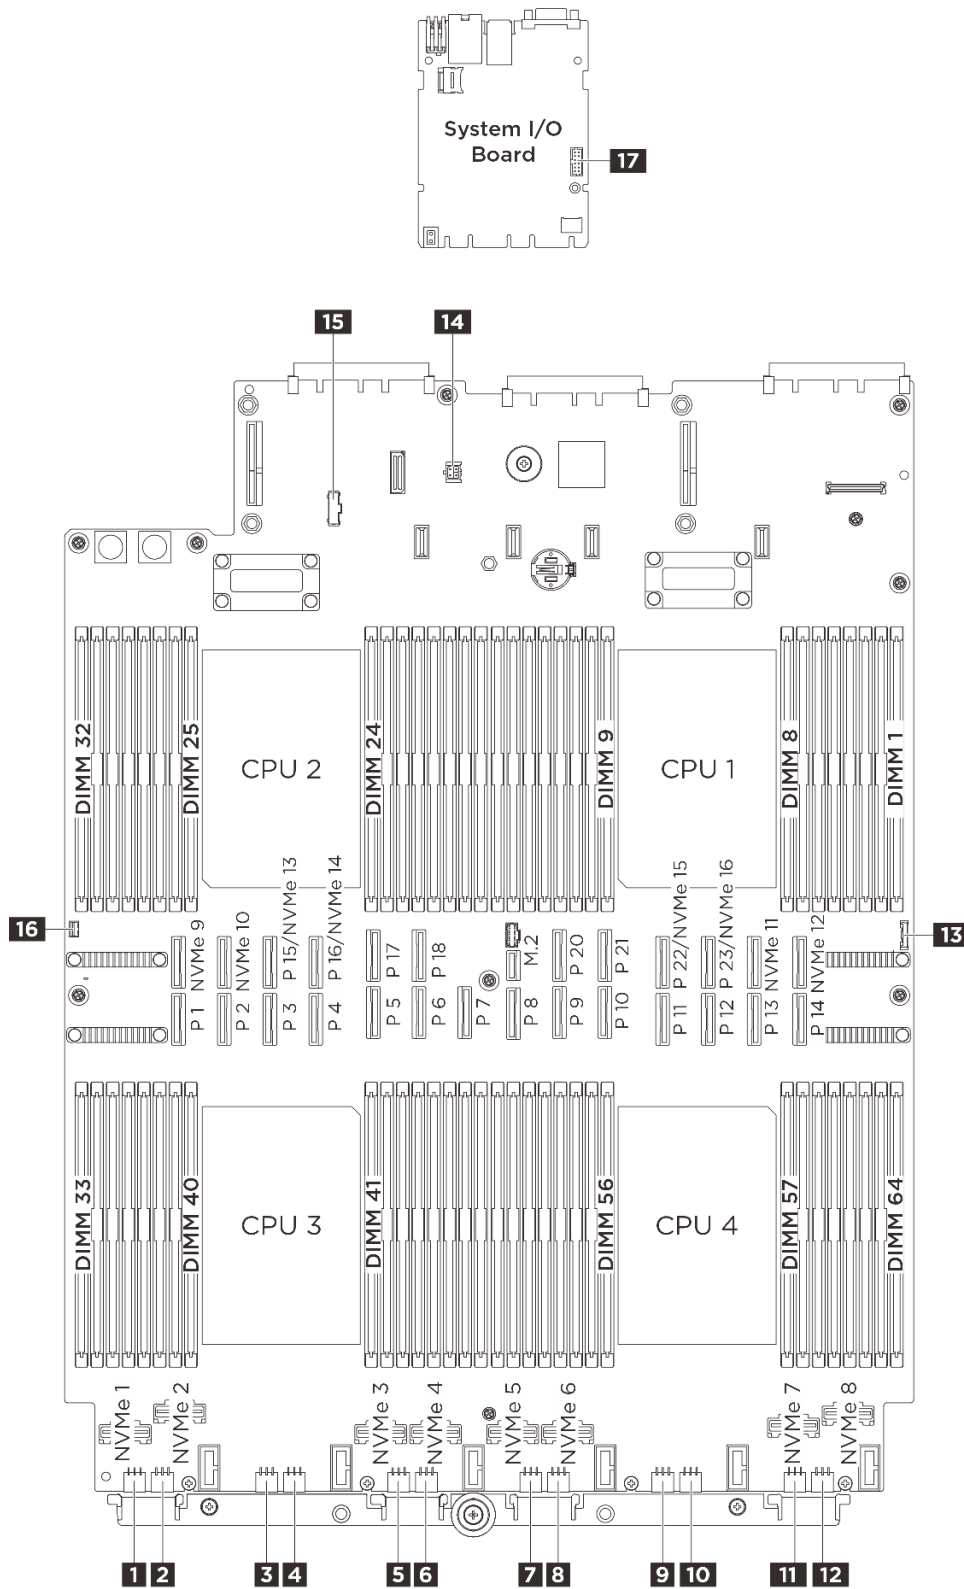 System I/O
Board
17
15
14
DIMM 32
DIMM 25
CPU 2
DIMM 24
DIMM 9
CPU 1
DIMM 8
DIMM 1
16
NVMe 9
NVMe 10
P 15/NVMe 13
P 16/NVMe 14
P 17
P 18
M.2
P 20
P 21
P 22/NVMe 15
P 23/NVMe 16
NVMe 11
NVMe 12
13
P 1
P 2
P 3
P 4
P 5
P 6
P 7
P 8
P 9
P 10
P 11
P 12
P 13
P 14
DIMM 33
DIMM 40
CPU 3
DIMM 41
DIMM 56
CPU 4
DIMM 57
DIMM 64
NVMe 1
NVMe 2
NVMe 3
NVMe 4
NVMe 5
NVMe 6
NVMe 7
NVMe 8
1
2
3
4
5
6
7
8
9
10
11
12